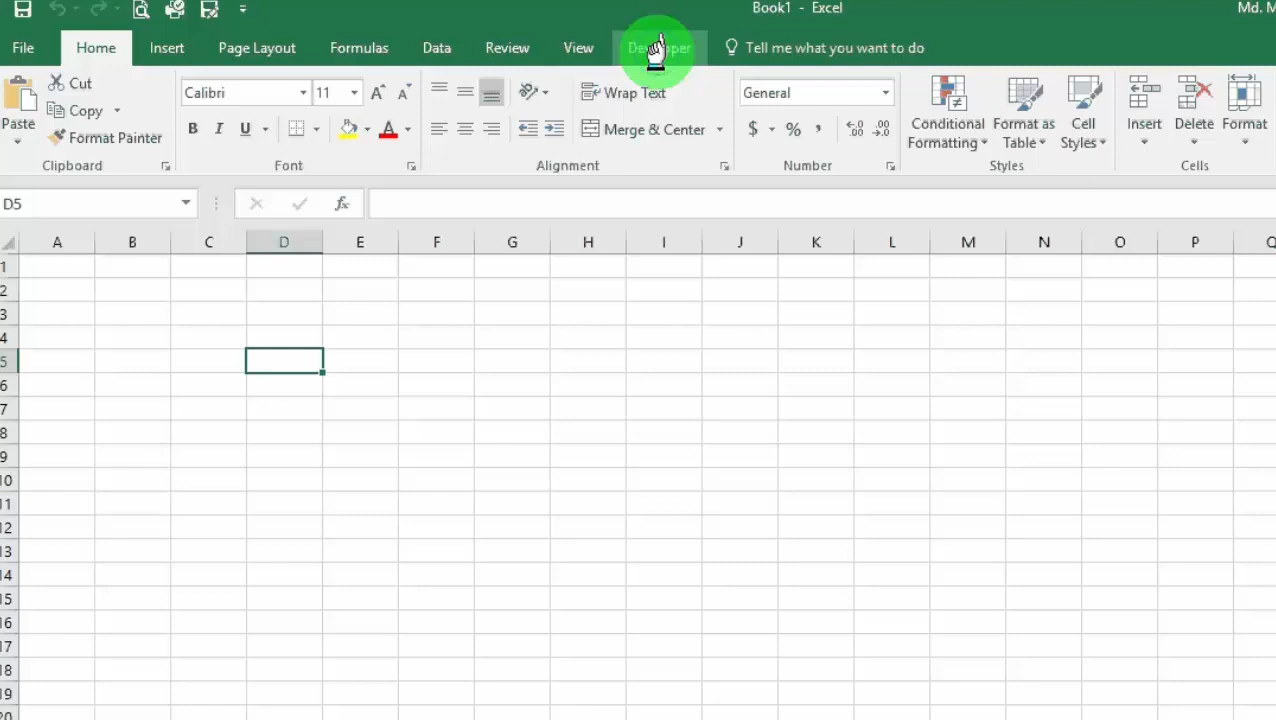 Book1 - Excel
Md. M
File Home Insert Page Layout Formulas Data Review View Developer Tell me what you want to do
Paste
Cut
Copy
Format Painter
Clipboard
Calibri 11
B I U A
Font
Wrap Text
Merge & Center
Alignment
General
$ % ,
Number
Conditional Formatting
Format as Table
Cell Styles
Styles
Insert Delete Format
Cells
D5
fx
A B C D E F G H I J K L M N O P Q
1
2
3
4
5
6
7
8
9
10
11
12
13
14
15
16
17
18
19
20